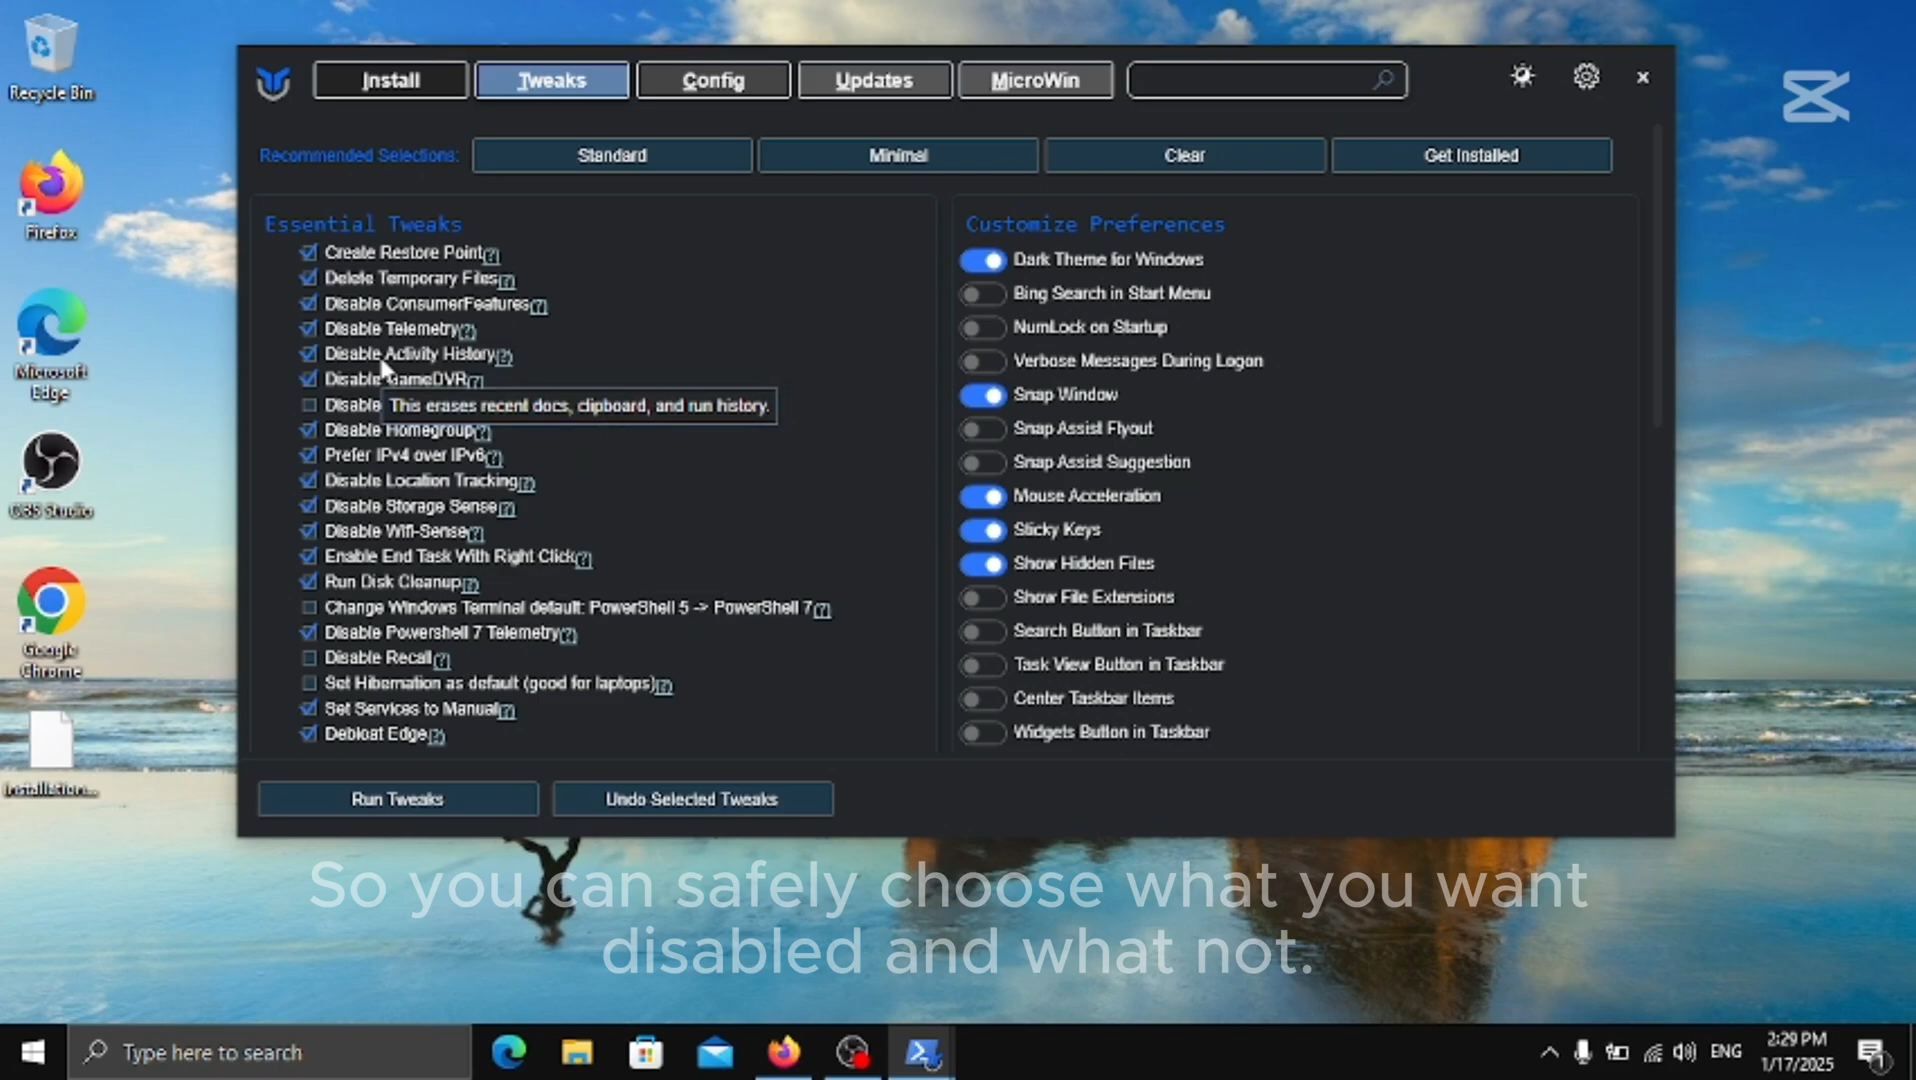 Recycle Bin
Firefox
Microsoft
Edge
OBS Studio
Google
Chrome
Installation...
Install
Tweaks
Config
Updates
MicroWin
Recommended Selections:
Standard
Minimal
Clear
Get Installed
Essential Tweaks
Create Restore Point(?)
Delete Temporary Files(?)
Disable ConsumerFeatures(?)
Disable Telemetry(?)
Disable Activity History(?)
Disable GameDVR(?)
Disable
This erases recent docs, clipboard, and run history.
Disable Homegroup(?)
Prefer IPv4 over IPv6(?)
Disable Location Tracking(?)
Disable Storage Sense(?)
Disable Wifi-Sense(?)
Enable End Task With Right Click(?)
Run Disk Cleanup(?)
Change Windows Terminal default: PowerShell 5 -> PowerShell 7(?)
Disable Powershell 7 Telemetry(?)
Disable Recall(?)
Set Hibernation as default (good for laptops)(?)
Set Services to Manual(?)
Debloat Edge(?)
Customize Preferences
Dark Theme for Windows
Bing Search in Start Menu
NumLock on Startup
Verbose Messages During Logon
Snap Window
Snap Assist Flyout
Snap Assist Suggestion
Mouse Acceleration
Sticky Keys
Show Hidden Files
Show File Extensions
Search Button in Taskbar
Task View Button in Taskbar
Center Taskbar Items
Widgets Button in Taskbar
Run Tweaks
Undo Selected Tweaks
So you can safely choose what you want
disabled and what not.
Type here to search
ENG
2:29 PM
1/17/2025
1